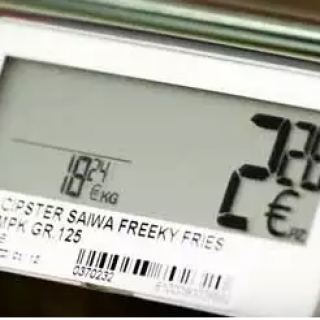 18 24
€KG
2 28
€
CIPSTER SAIWA FREEKY FRIES
MPK GR.125
0370232